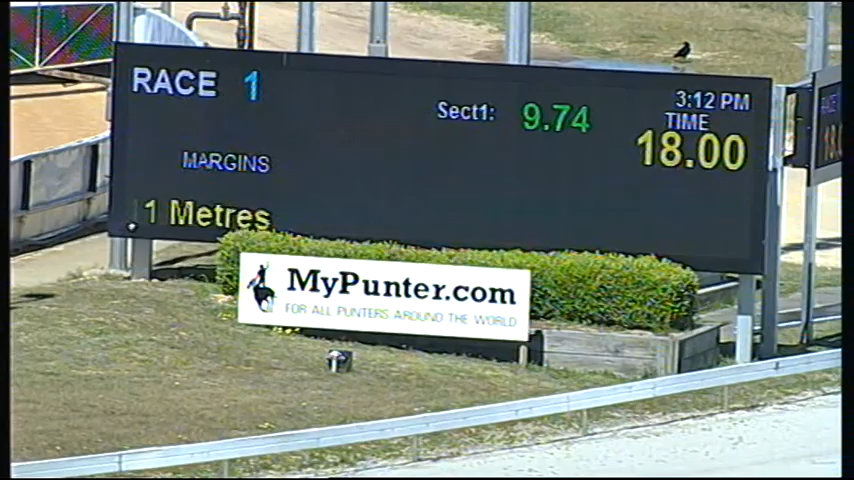 RACE 1
Sect1: 9.74
3:12 PM
TIME
18.00
MARGINS
1 Metres
MyPunter.com
FOR ALL PUNTERS AROUND THE WORLD